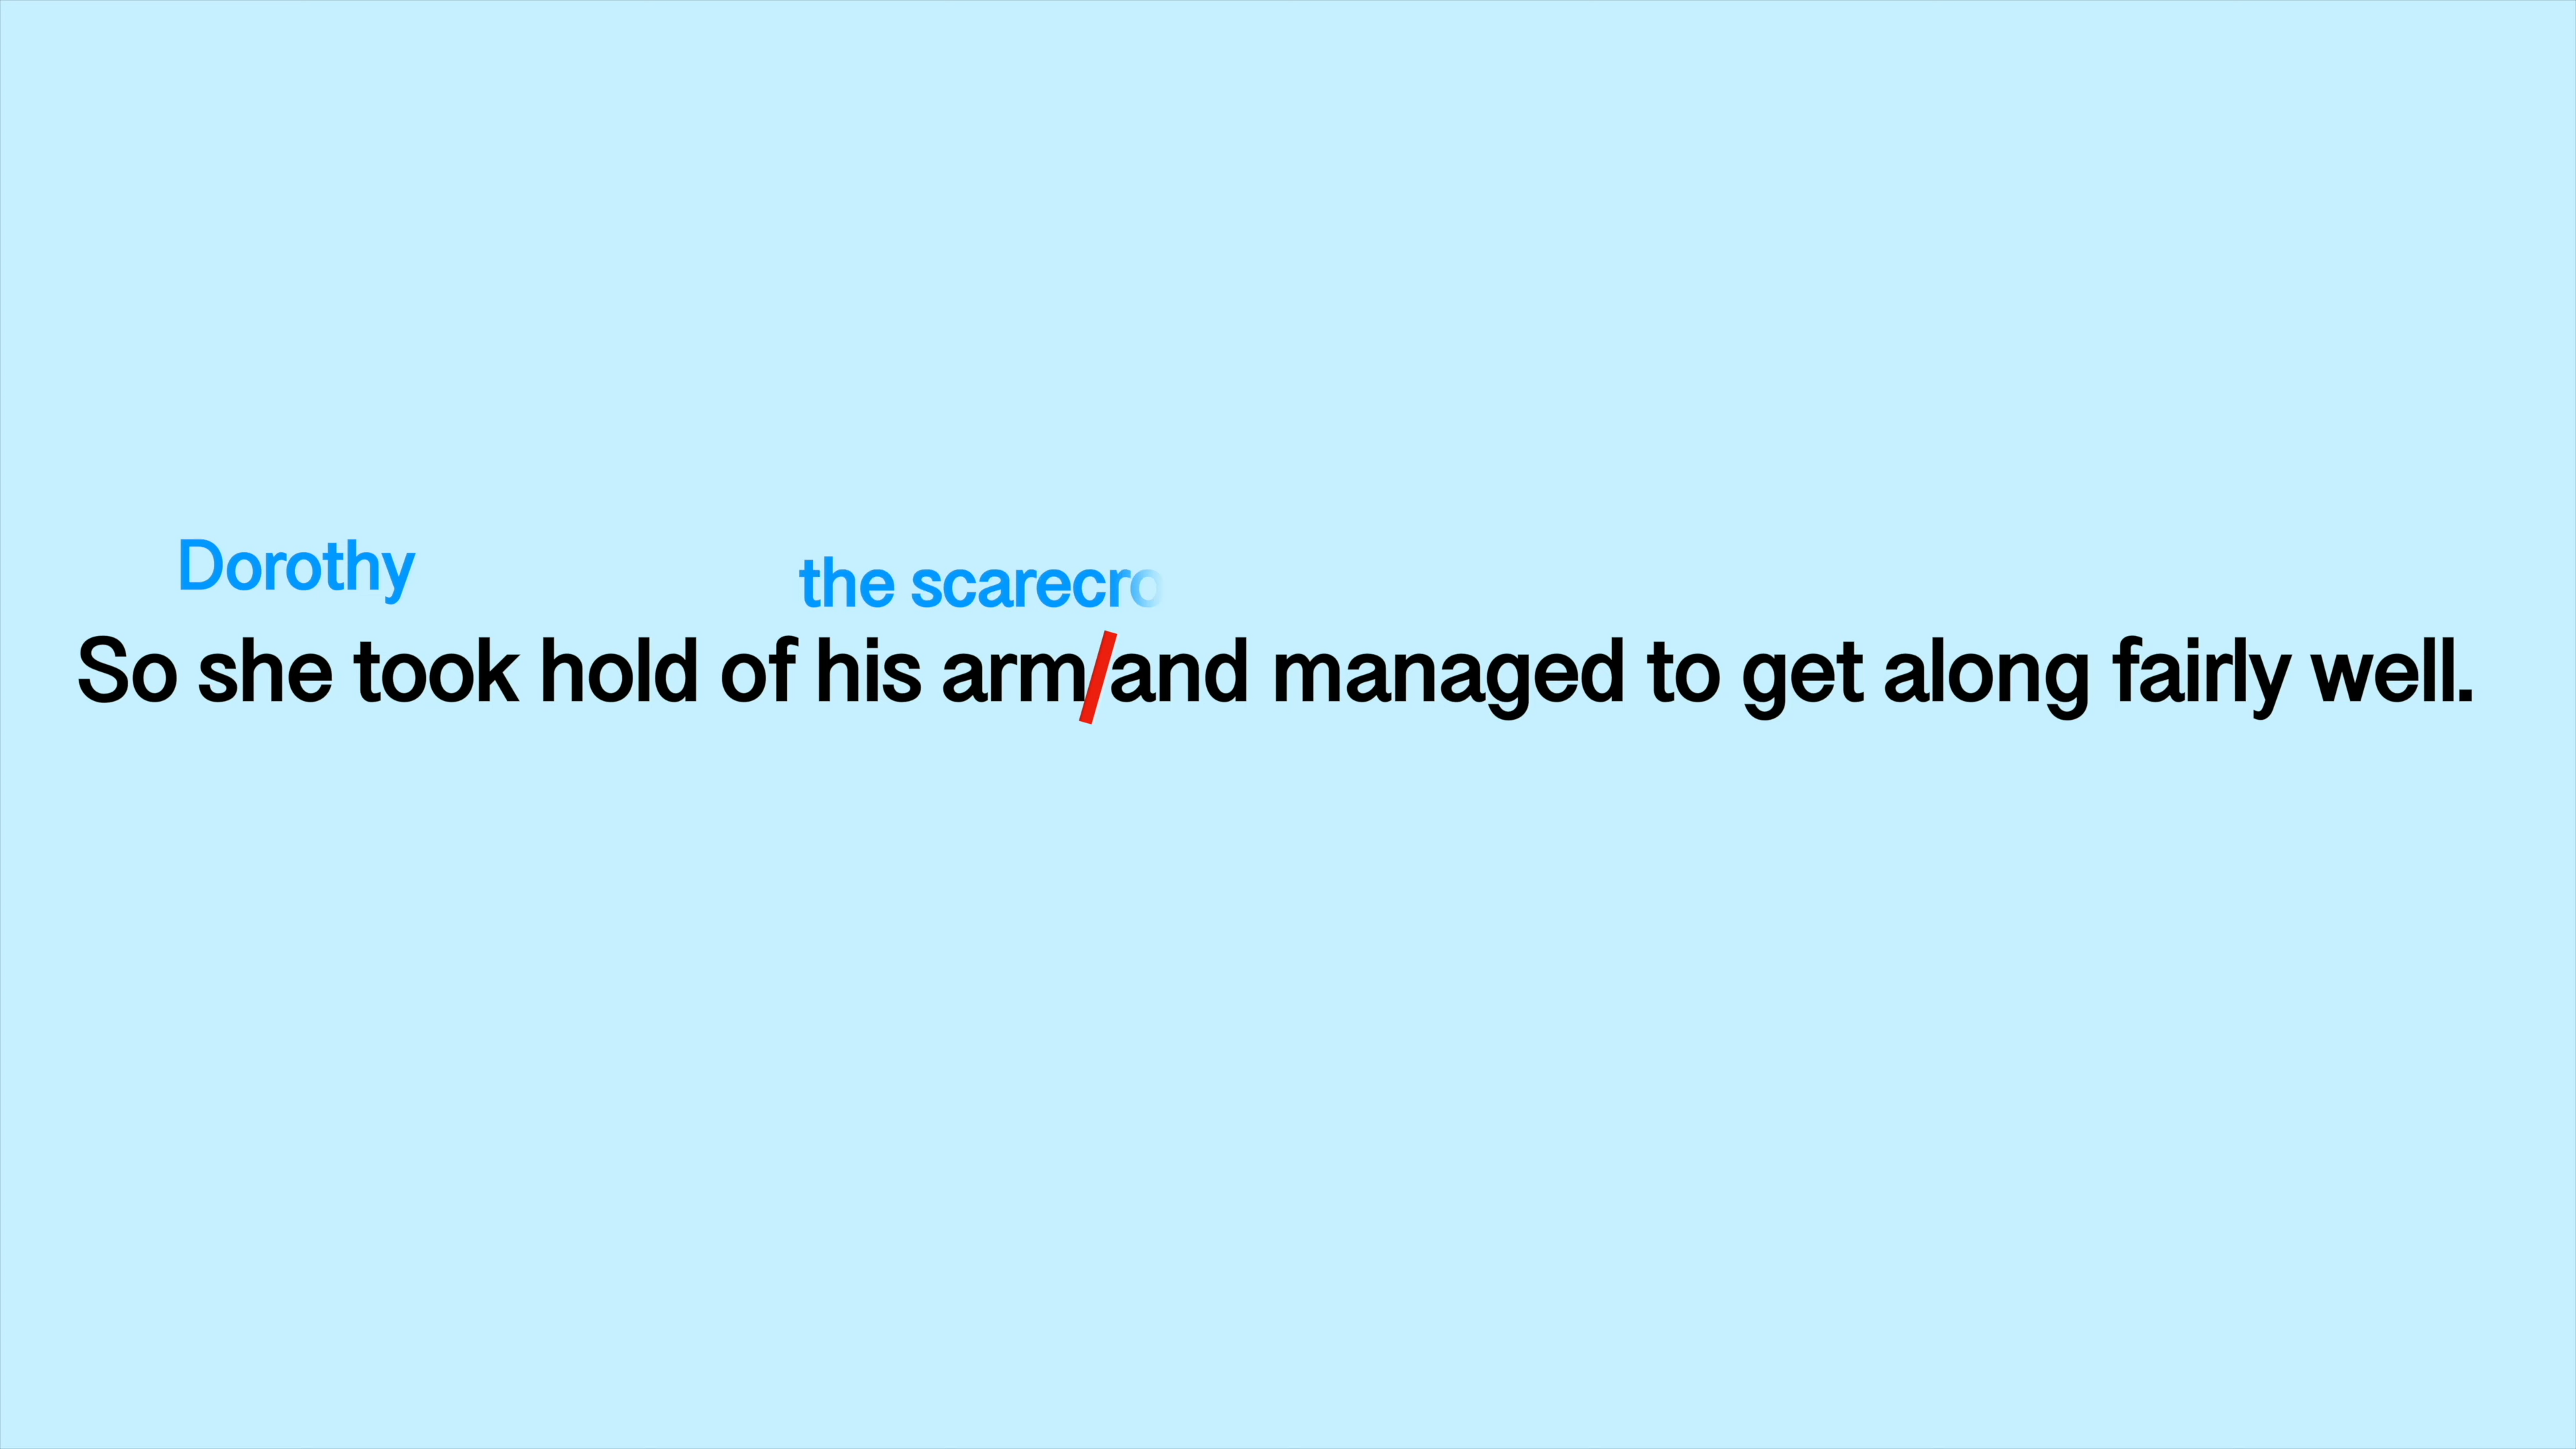 Dorothy
the scarecro
So she took hold of his arm/and managed to get along fairly well.